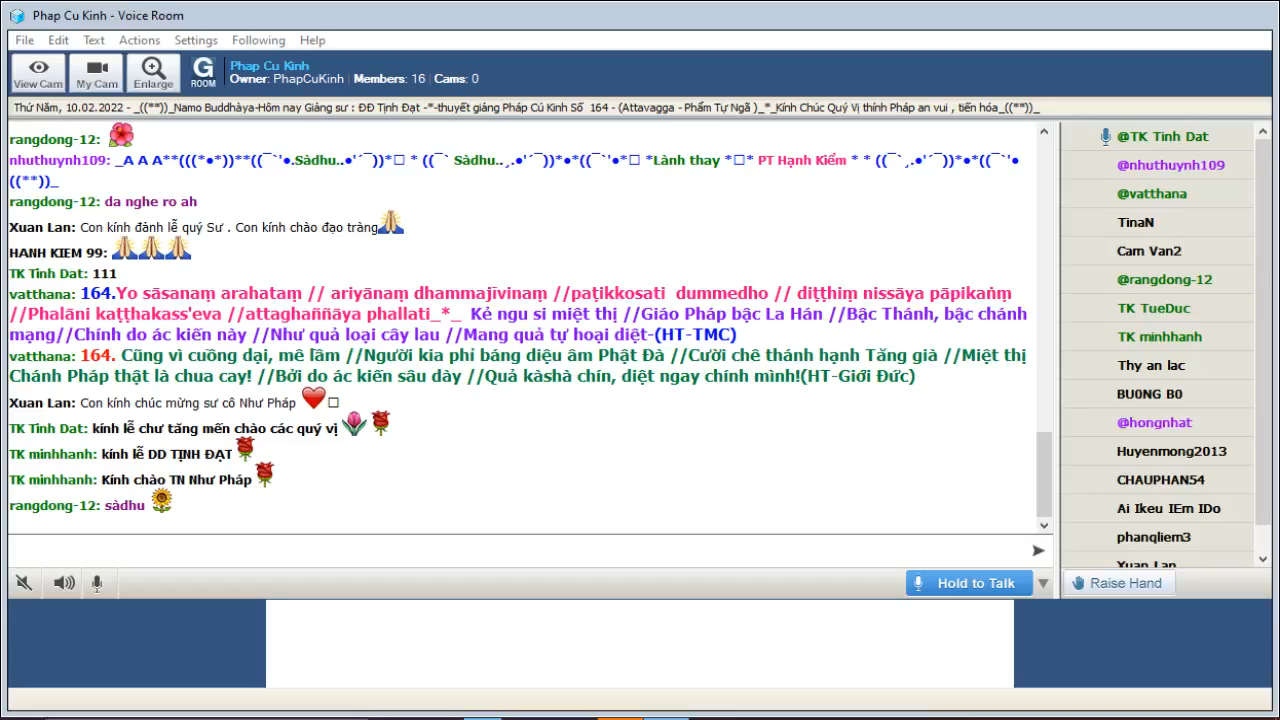 Phap Cu Kinh - Voice Room
File Edit Text Actions Settings Following Help
View Cam My Cam Enlarge G ROOM Phap Cu Kinh
Owner: PhapCuKinh | Members: 16 | Cams: 0
Thứ Năm, 10.02.2022 - _((**))_Namo Buddhàya-Hôm nay Giảng sư : ĐĐ Tịnh Đạt -*-thuyết giảng Pháp Cú Kinh Số 164 - (Attavagga - Phẩm Tự Ngã )_*_Kính Chúc Quý Vị thính Pháp an vui , tiến hóa_((**))_
rangdong-12:
nhuthuynh109: _A A A**(((*●*))**((¯`'●.Sàdhu..●'´¯))*□ * ((¯` Sàdhu..¸.●'´¯))*●*((¯`'●*□ *Lành thay *□* PT Hạnh Kiểm * * ((¯`¸.●'´¯))*●*((¯`'●
((**))_
rangdong-12: da nghe ro ah
Xuan Lan: Con kính đảnh lễ quý Sư . Con kính chào đạo tràng
HANH KIEM 99:
TK Tinh Dat: 111
vatthana: 164.Yo sāsanaṃ arahataṃ // ariyānaṃ dhammajīvinaṃ //paṭikkosati dummedho // diṭṭhiṃ nissāya pāpikaṅṃ
//Phalāni kaṭṭhakass'eva //attaghaññāya phallati_*_ Kẻ ngu si miệt thị //Giáo Pháp bậc La Hán //Bậc Thánh, bậc chánh
mạng//Chính do ác kiến này //Như quả loại cây lau //Mang quả tự hoại diệt-(HT-TMC)
vatthana: 164. Cũng vì cuồng dại, mê lầm //Người kia phỉ báng diệu âm Phật Đà //Cười chê thánh hạnh Tăng già //Miệt thị
Chánh Pháp thật là chua cay! //Bởi do ác kiến sâu dày //Quả kàshà chín, diệt ngay chính mình!(HT-Giới Đức)
Xuan Lan: Con kính chúc mừng sư cô Như Pháp □
TK Tinh Dat: kính lễ chư tăng mến chào các quý vị
TK minhhanh: kính lễ DD TỊNH ĐẠT
TK minhhanh: Kính chào TN Như Pháp
rangdong-12: sàdhu
@TK Tinh Dat
@nhuthuynh109
@vatthana
TinaN
Cam Van2
@rangdong-12
TK TueDuc
TK minhhanh
Thy an lac
BU0NG B0
@hongnhat
Huyenmong2013
CHAUPHAN54
Ai Ikeu IEm IDo
phanqliem3
Xuan Lan
Hold to Talk
Raise Hand